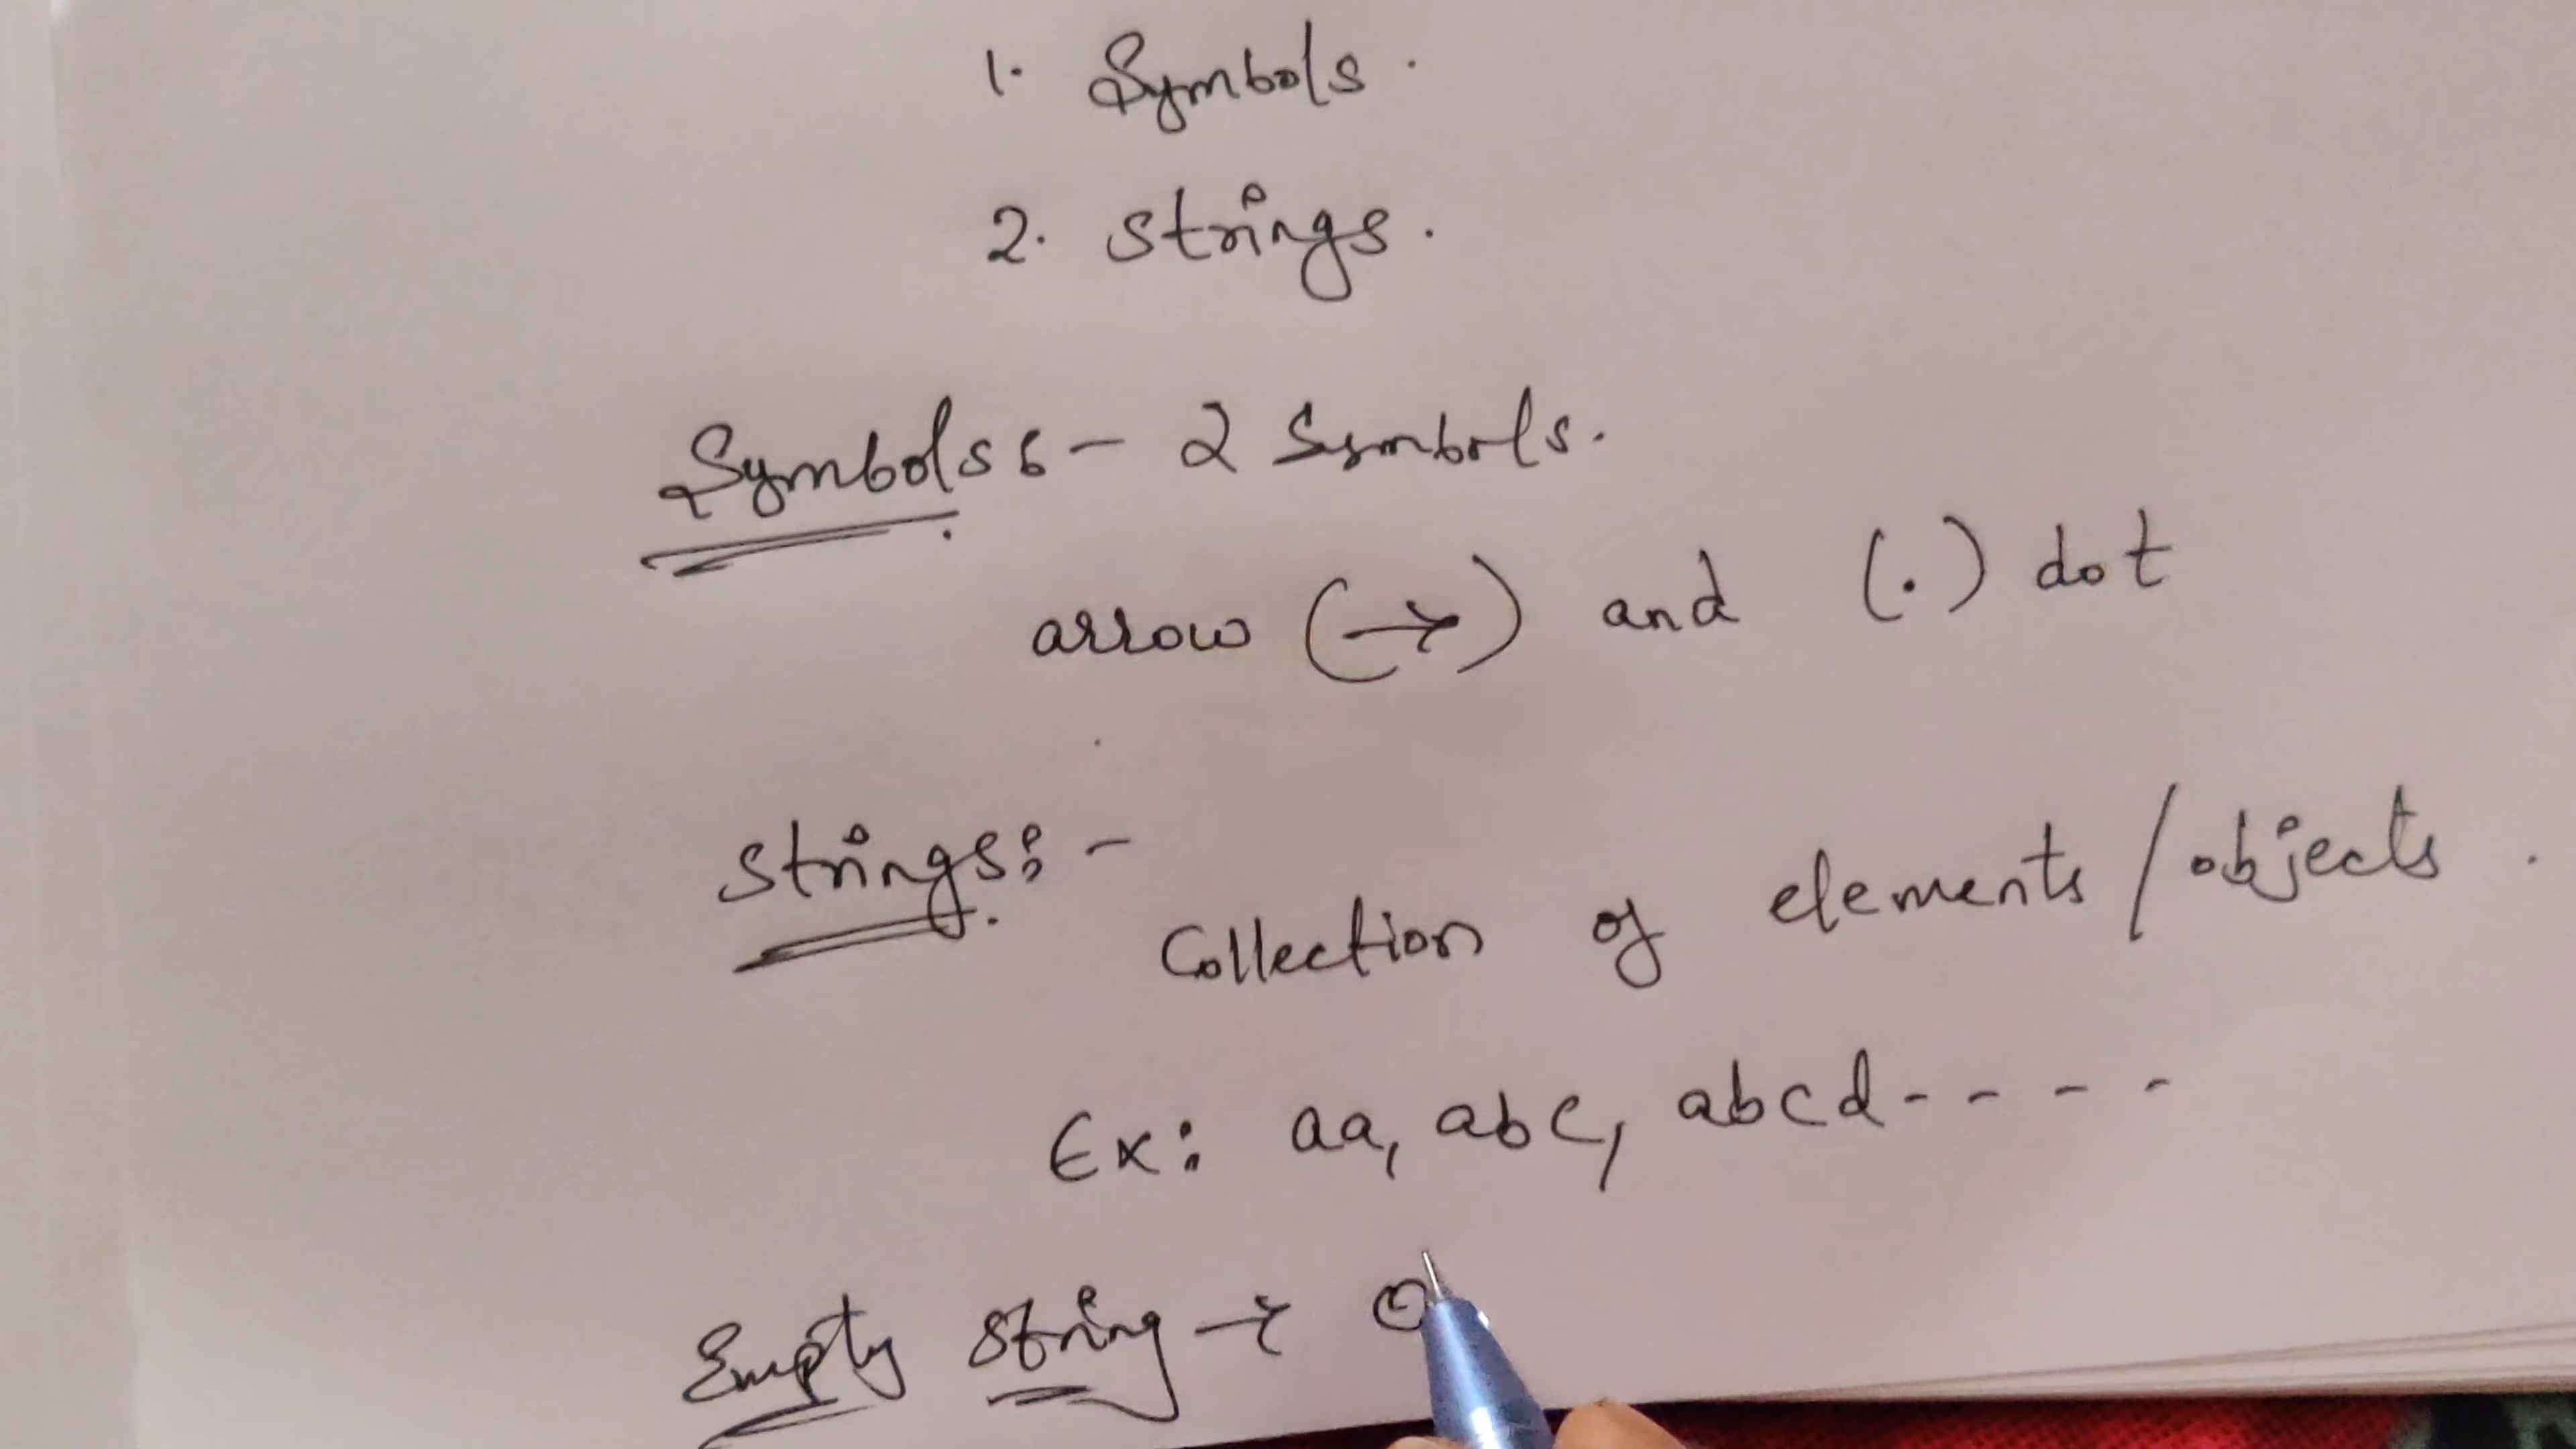 1. Symbols.
2. Strings.
Symbols :- 2 Symbols.
arrow (→) and (.) dot
Strings :-
Collection of elements / objects.
Ex: aa, abc, abcd - - - -
Empty String →